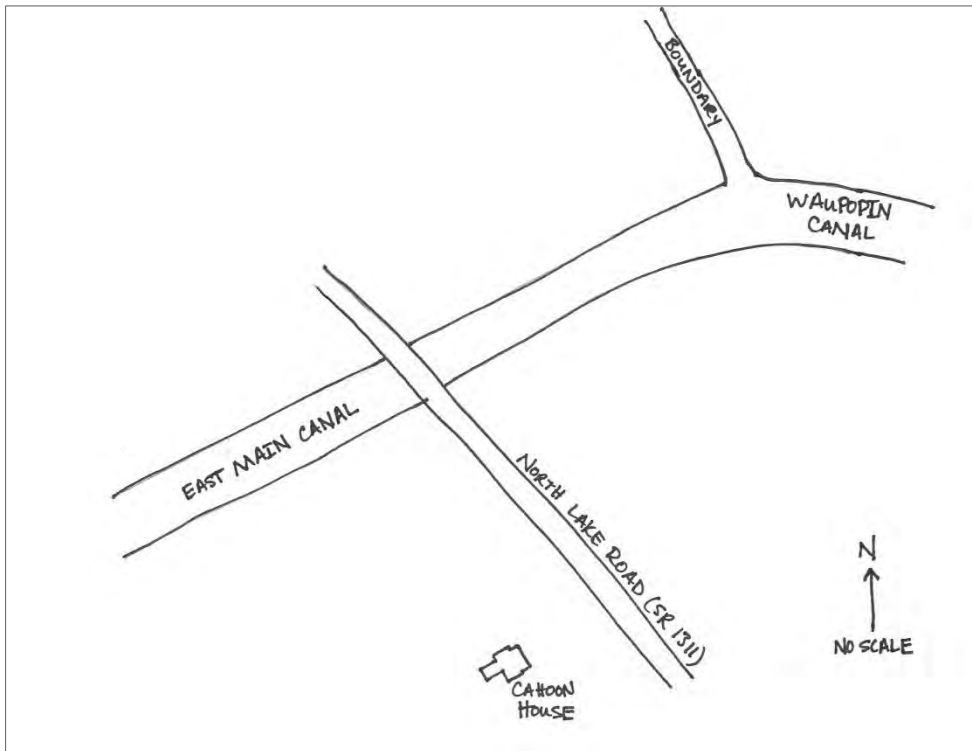 BOUNDARY
WAUPOPIN
CANAL
EAST MAIN CANAL
NORTH LAKE ROAD (SR 1311)
N
NO SCALE
CAHOON
HOUSE